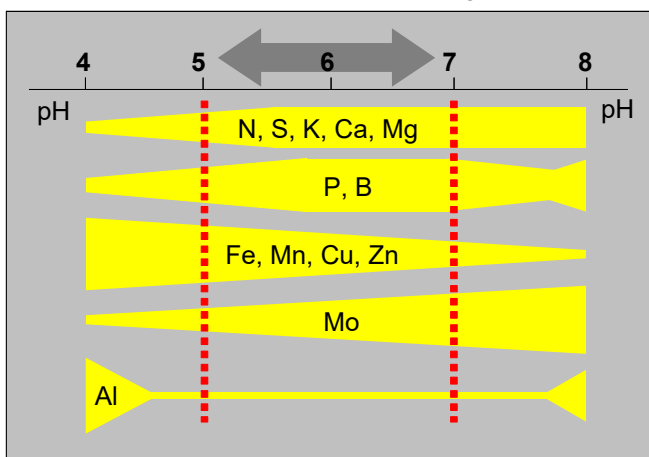 4 5 6 7 8
pH pH
N, S, K, Ca, Mg
P, B
Fe, Mn, Cu, Zn
Mo
Al